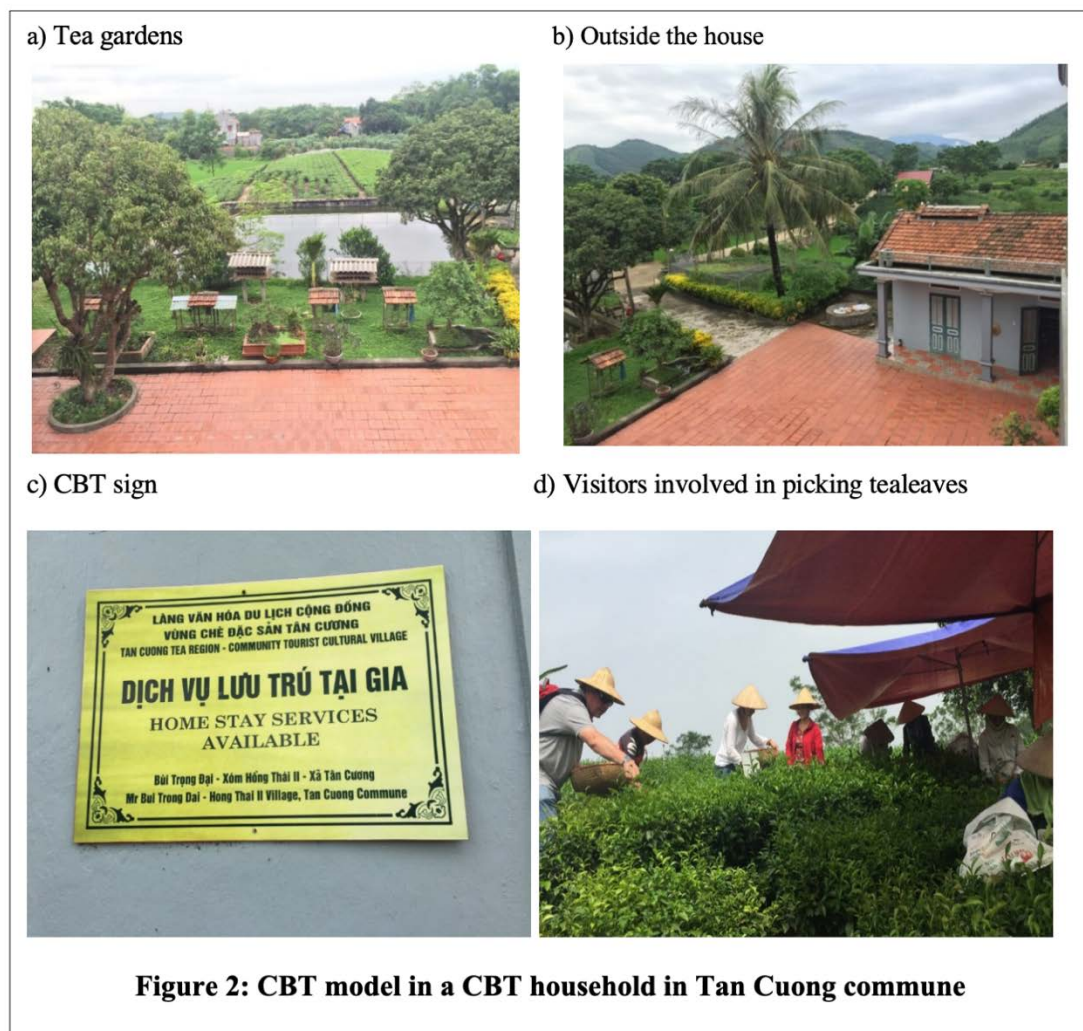 a) Tea gardens
b) Outside the house
c) CBT sign
d) Visitors involved in picking tealeaves
LÀNG VĂN HÓA DU LỊCH CỘNG ĐỒNG
VÙNG CHÈ ĐẶC SẢN TÂN CƯƠNG
TAN CUONG TEA REGION - COMMUNITY TOURIST CULTURAL VILLAGE
DỊCH VỤ LƯU TRÚ TẠI GIA
HOME STAY SERVICES
AVAILABLE
Bùi Trọng Đại - Xóm Hồng Thái II - Xã Tân Cương
Mr Bui Trong Dai - Hong Thai II Village, Tan Cuong Commune
Figure 2: CBT model in a CBT household in Tan Cuong commune